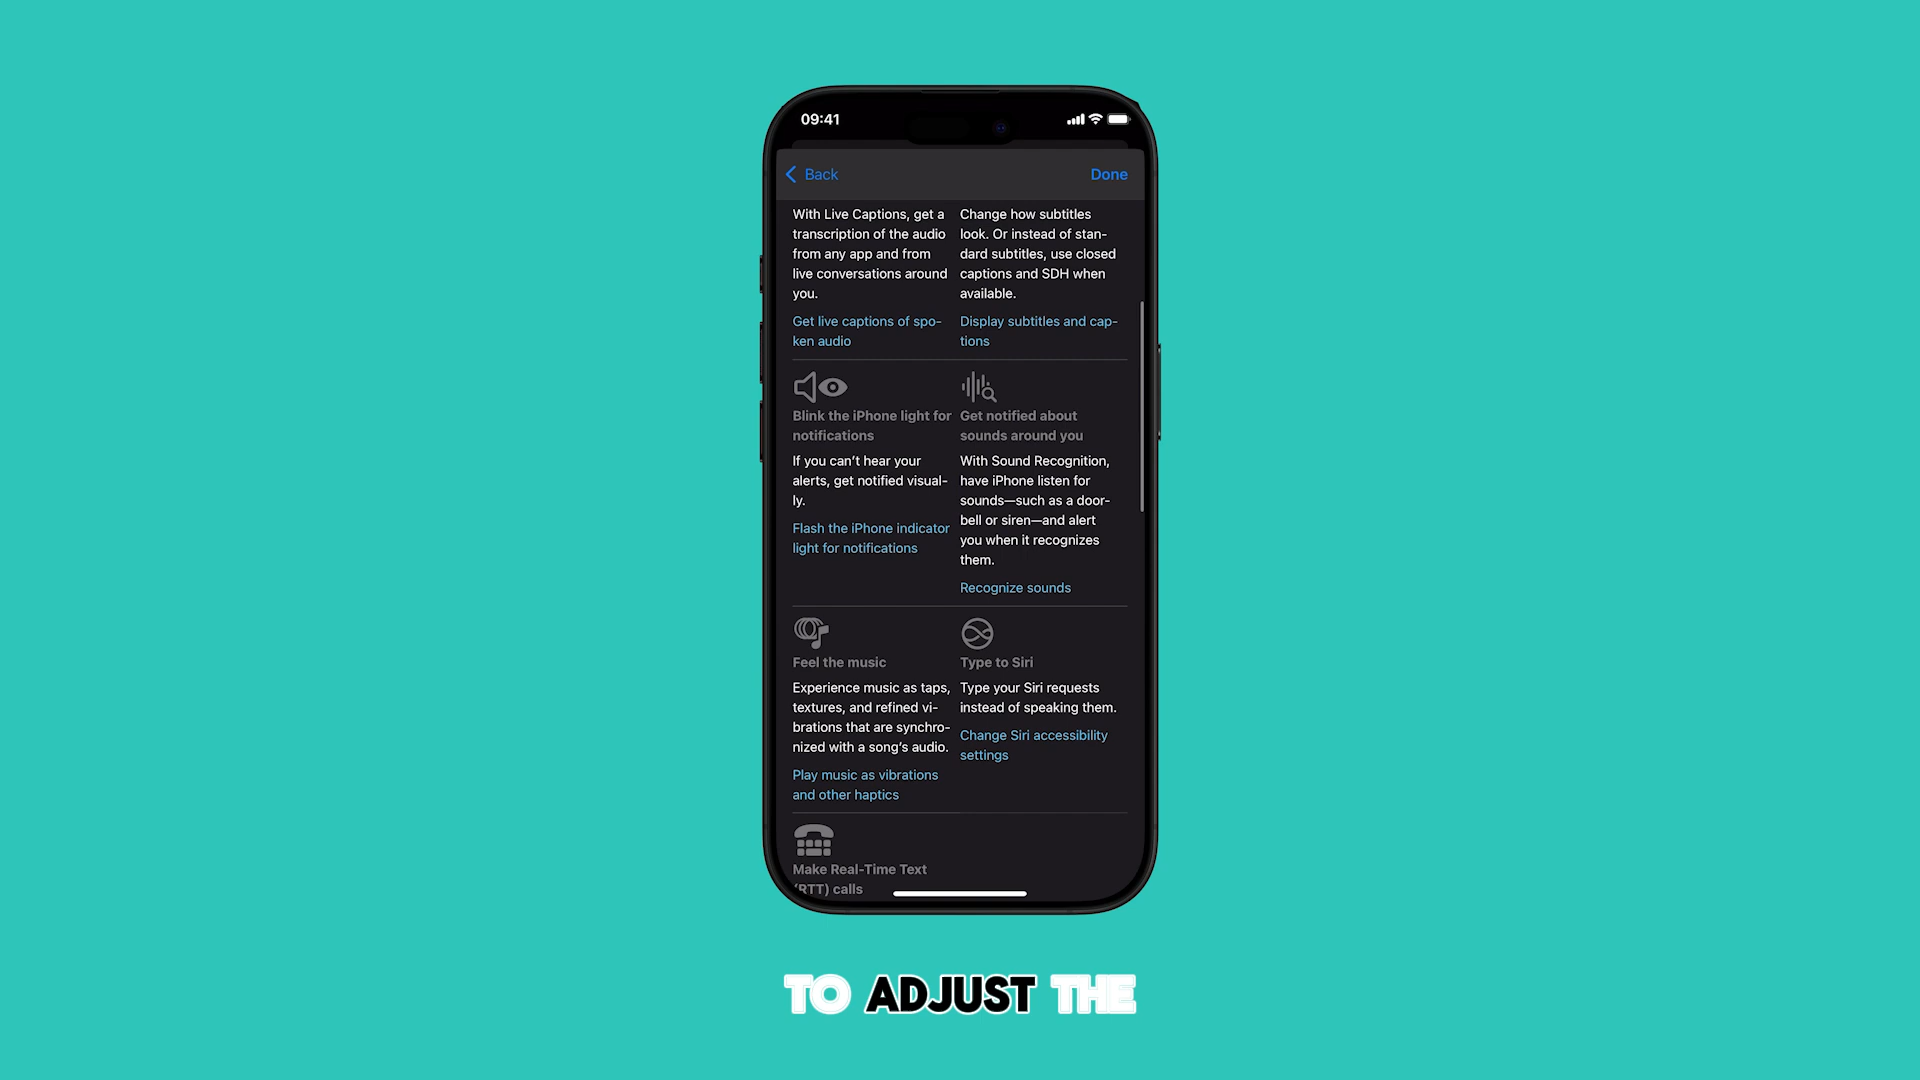 09:41
Back
Done
With Live Captions, get a
transcription of the audio
from any app and from
live conversations around
you.
Get live captions of spo-
ken audio
Change how subtitles
look. Or instead of stan-
dard subtitles, use closed
captions and SDH when
available.
Display subtitles and cap-
tions
Blink the iPhone light for
notifications
If you can’t hear your
alerts, get notified visual-
ly.
Flash the iPhone indicator
light for notifications
Get notified about
sounds around you
With Sound Recognition,
have iPhone listen for
sounds—such as a door-
bell or siren—and alert
you when it recognizes
them.
Recognize sounds
Feel the music
Experience music as taps,
textures, and refined vi-
brations that are synchro-
nized with a song’s audio.
Play music as vibrations
and other haptics
Type to Siri
Type your Siri requests
instead of speaking them.
Change Siri accessibility
settings
Make Real-Time Text
(RTT) calls
TO ADJUST THE